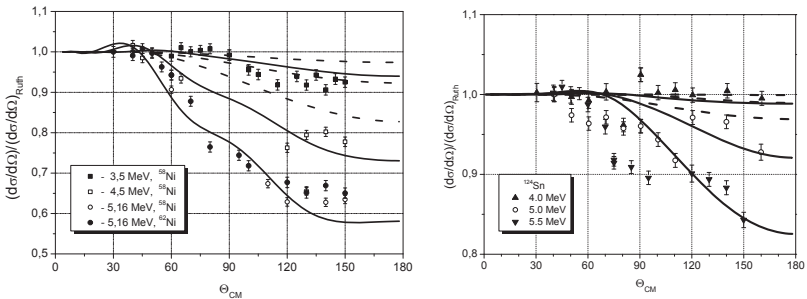 1,1
1,0
0,9
0,8
0,7
0,6
0,5
(dσ/dΩ)/(dσ/dΩ)Ruth
- 3,5 MeV, ⁵⁸Ni
- 4,5 MeV, ⁵⁸Ni
- 5,16 MeV, ⁵⁸Ni
- 5,16 MeV, ⁶²Ni
0 30 60 90 120 150 180
ΘCM
1,1
1,0
0,9
0,8
(dσ/dΩ)/(dσ/dΩ)Ruth
¹²⁴Sn
4.0 MeV
5.0 MeV
5.5 MeV
0 30 60 90 120 150 180
ΘCM